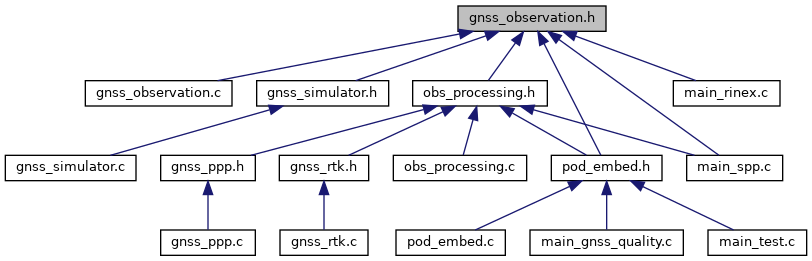 gnss_observation.h
gnss_observation.c
gnss_simulator.h
obs_processing.h
main_rinex.c
gnss_simulator.c
gnss_ppp.h
gnss_rtk.h
obs_processing.c
pod_embed.h
main_spp.c
gnss_ppp.c
gnss_rtk.c
pod_embed.c
main_gnss_quality.c
main_test.c